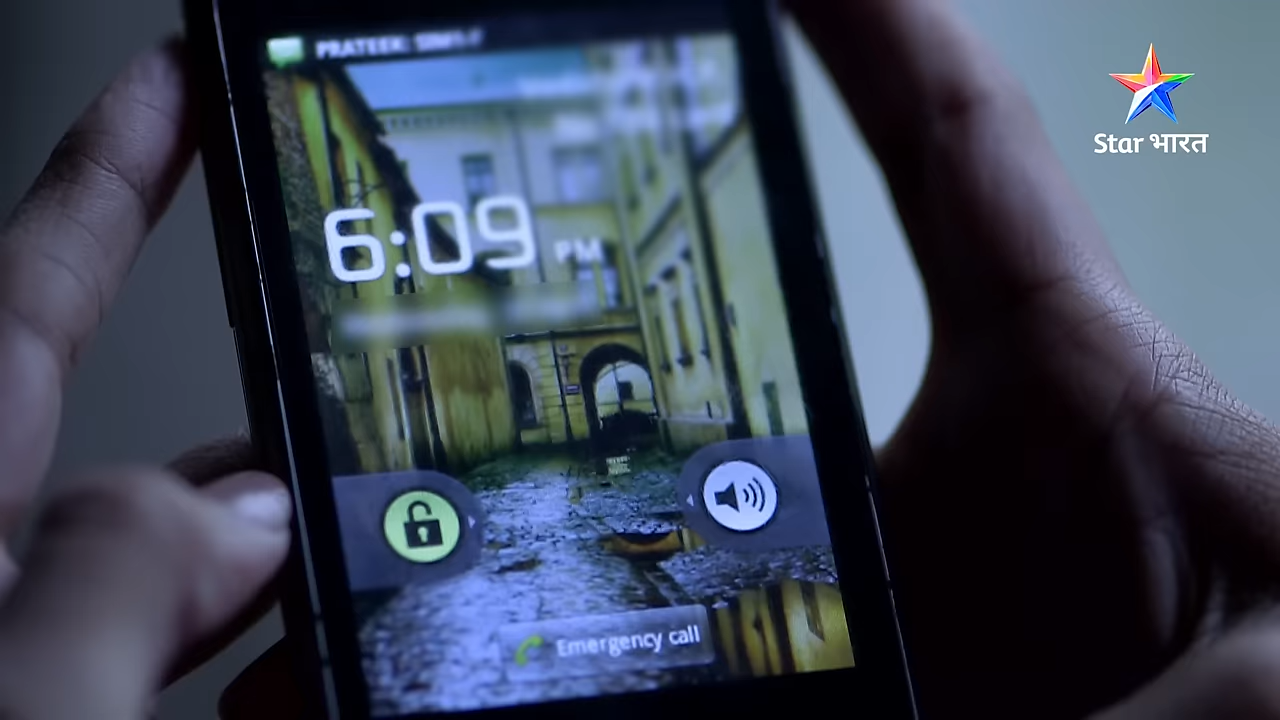 PRATEEK:
Star भारत
6:09 PM
Emergency call